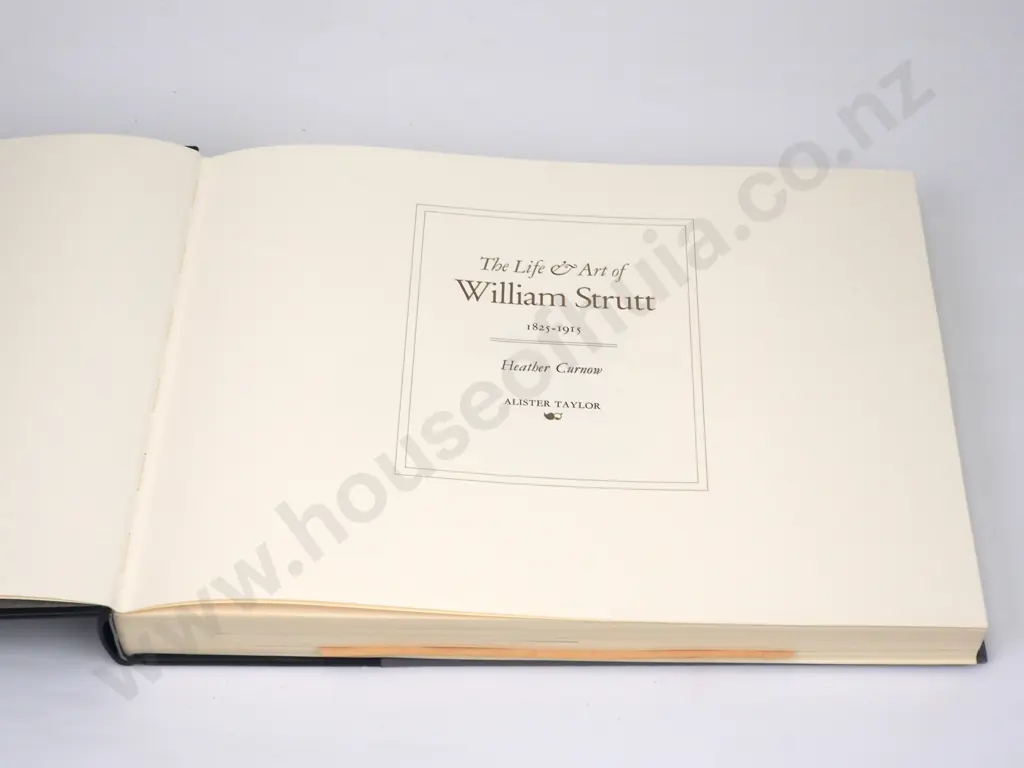 The Life & Art of
William Strutt
1825-1915
Heather Curnow
ALISTER TAYLOR
www.houseofhuia.co.nz